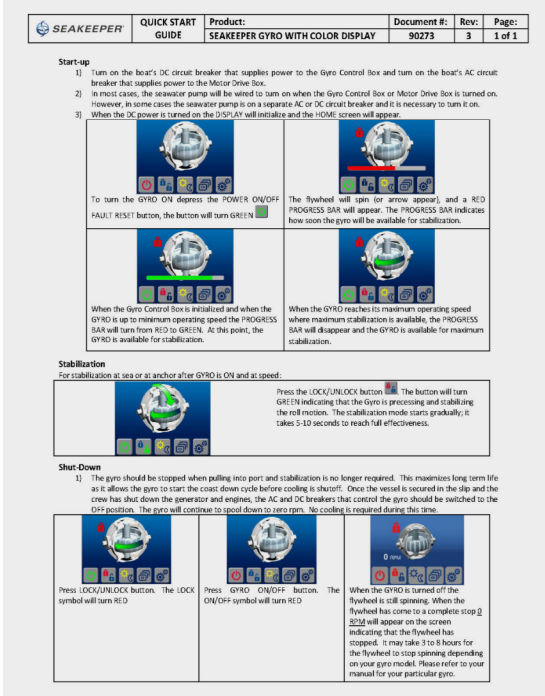 SEAKEEPER®
QUICK START
GUIDE
Product:
SEAKEEPER GYRO WITH COLOR DISPLAY
Document #:
90273
Rev:
3
Page:
1 of 1
Start-up
1) Turn on the boat's DC circuit breaker that supplies power to the Gyro Control Box and turn on the boat's AC circuit
breaker that supplies power to the Motor Drive Box.
2) In most cases, the seawater pump will be wired to turn on when the Gyro Control Box or Motor Drive Box is turned on.
However, in some cases the seawater pump is on a separate AC or DC circuit breaker and it is necessary to turn it on.
3) When the DC power is turned on the DISPLAY will initialize and the HOME screen will appear.
To turn the GYRO ON depress the POWER ON/OFF
FAULT RESET button, the button will turn GREEN
The flywheel will spin (or arrow appear), and a RED
PROGRESS BAR will appear. The PROGRESS BAR indicates
how soon the gyro will be available for stabilization.
When the Gyro Control Box is initialized and when the
GYRO is up to minimum operating speed the PROGRESS
BAR will turn from RED to GREEN. At this point, the
GYRO is available for stabilization.
When the GYRO reaches its maximum operating speed
where maximum stabilization is available, the PROGRESS
BAR will disappear and the GYRO is available for maximum
stabilization.
Stabilization
For stabilization at sea or at anchor after GYRO is ON and at speed:
Press the LOCK/UNLOCK button . The button will turn
GREEN indicating that the Gyro is precessing and stabilizing
the roll motion. The stabilization mode starts gradually; it
takes 5-10 seconds to reach full effectiveness.
Shut-Down
1) The gyro should be stopped when pulling into port and stabilization is no longer required. This maximizes long term life
as it allows the gyro to start the coast down cycle before cooling is shutoff. Once the vessel is secured in the slip and the
crew has shut down the generator and engines, the AC and DC breakers that control the gyro should be switched to the
OFF position. The gyro will continue to spool down to zero rpm. No cooling is required during this time.
0 RPM
Press LOCK/UNLOCK button. The LOCK
symbol will turn RED
Press GYRO ON/OFF button. The
ON/OFF symbol will turn RED
When the GYRO is turned off the
flywheel is still spinning. When the
flywheel has come to a complete stop 0
RPM will appear on the screen
indicating that the flywheel has
stopped. It may take 3 to 8 hours for
the flywheel to stop spinning depending
on your gyro model. Please refer to your
manual for your particular gyro.